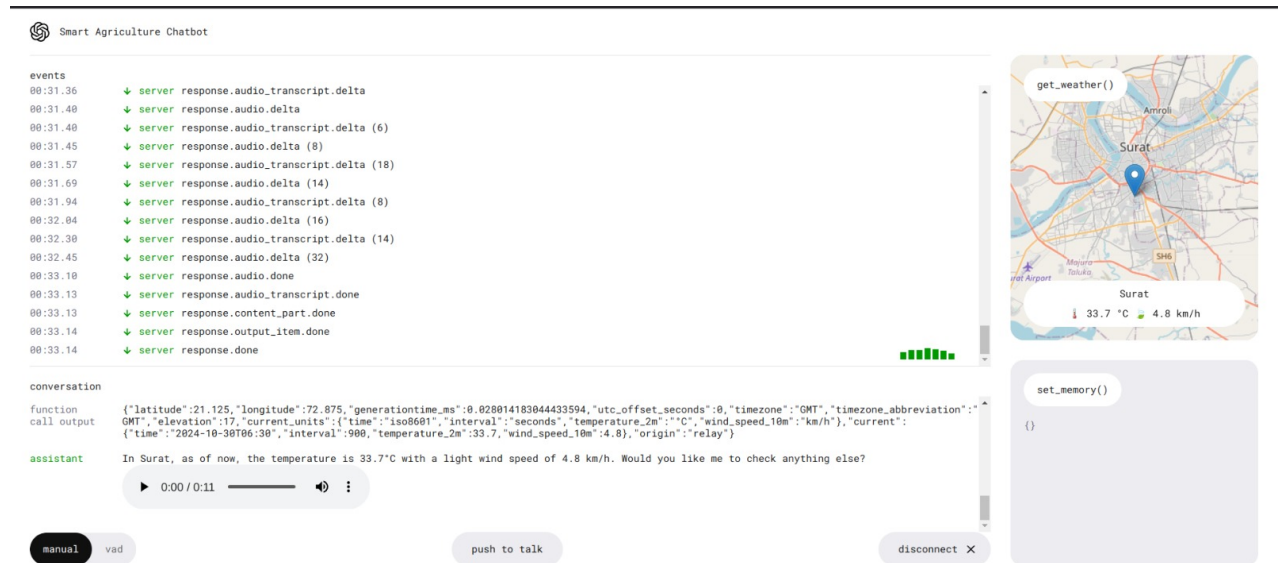 Smart Agriculture Chatbot
events
00:31.36 ↓ server response.audio_transcript.delta
00:31.40 ↓ server response.audio.delta
00:31.40 ↓ server response.audio_transcript.delta (6)
00:31.45 ↓ server response.audio.delta (8)
00:31.57 ↓ server response.audio_transcript.delta (18)
00:31.69 ↓ server response.audio.delta (14)
00:31.94 ↓ server response.audio_transcript.delta (8)
00:32.04 ↓ server response.audio.delta (16)
00:32.30 ↓ server response.audio_transcript.delta (14)
00:32.45 ↓ server response.audio.delta (32)
00:33.10 ↓ server response.audio.done
00:33.13 ↓ server response.audio_transcript.done
00:33.13 ↓ server response.content_part.done
00:33.14 ↓ server response.output_item.done
00:33.14 ↓ server response.done
conversation
function {"latitude":21.125,"longitude":72.875,"generationtime_ms":0.028014183044433594,"utc_offset_seconds":0,"timezone":"GMT","timezone_abbreviation":"
call output GMT","elevation":17,"current_units":{"time":"iso8601","interval":"seconds","temperature_2m":"°C","wind_speed_10m":"km/h"},"current":
{"time":"2024-10-30T06:30","interval":900,"temperature_2m":33.7,"wind_speed_10m":4.8},"origin":"relay"}
assistant In Surat, as of now, the temperature is 33.7°C with a light wind speed of 4.8 km/h. Would you like me to check anything else?
0:00 / 0:11
manual vad
push to talk
disconnect X
get_weather()
Amroli
Surat
SH6
Majura
Taluka
urat Airport
Surat
33.7 °C 4.8 km/h
set_memory()
{}